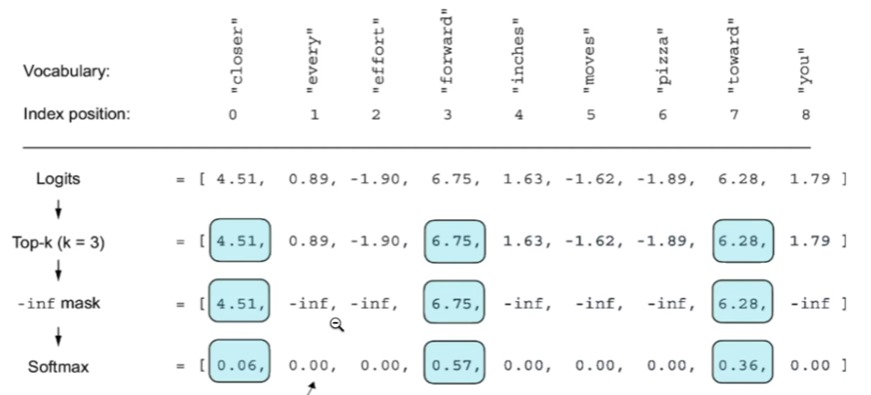 "closer" "every" "effort" "forward" "inches" "moves" "pizza" "toward" "you"
Vocabulary:
Index position: 0 1 2 3 4 5 6 7 8
Logits = [ 4.51, 0.89, -1.90, 6.75, 1.63, -1.62, -1.89, 6.28, 1.79 ]
Top-k (k = 3) = [ 4.51, 0.89, -1.90, 6.75, 1.63, -1.62, -1.89, 6.28, 1.79 ]
-inf mask = [ 4.51, -inf, -inf, 6.75, -inf, -inf, -inf, 6.28, -inf ]
Softmax = [ 0.06, 0.00, 0.00, 0.57, 0.00, 0.00, 0.00, 0.36, 0.00 ]